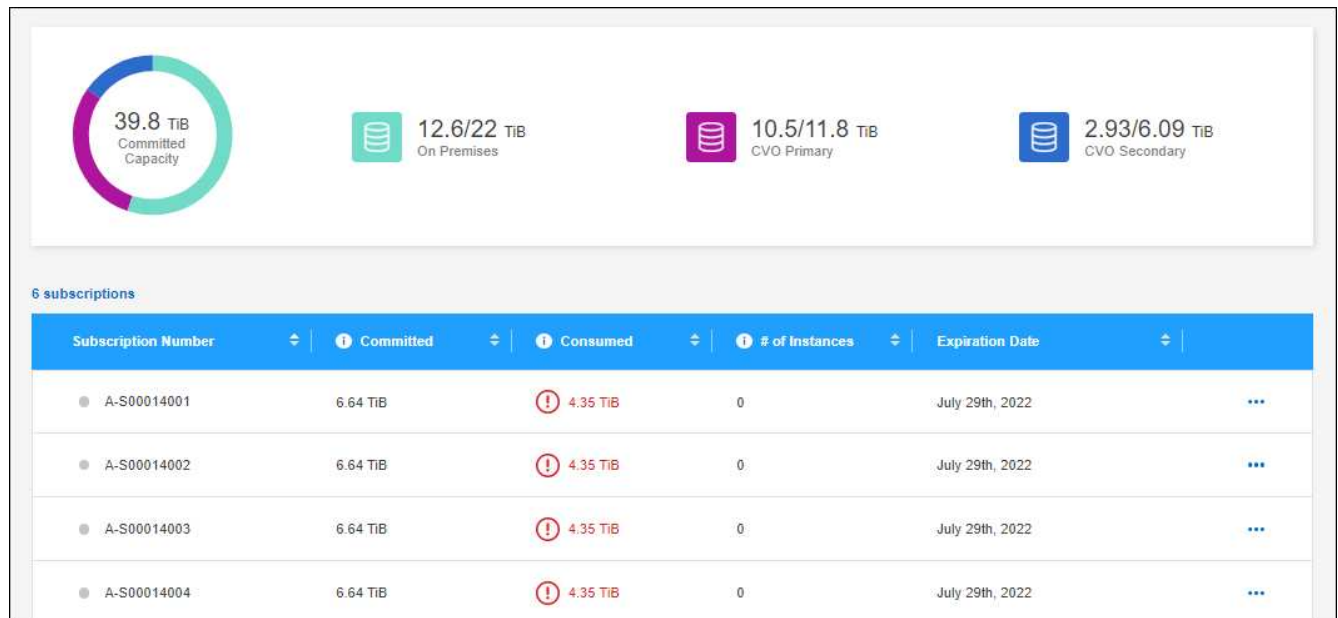 39.8 TiB
Committed
Capacity
12.6/22 TiB
On Premises
10.5/11.8 TiB
CVO Primary
2.93/6.09 TiB
CVO Secondary
6 subscriptions
Subscription Number Committed Consumed # of Instances Expiration Date
A-S00014001 6.64 TiB 4.35 TiB 0 July 29th, 2022
A-S00014002 6.64 TiB 4.35 TiB 0 July 29th, 2022
A-S00014003 6.64 TiB 4.35 TiB 0 July 29th, 2022
A-S00014004 6.64 TiB 4.35 TiB 0 July 29th, 2022